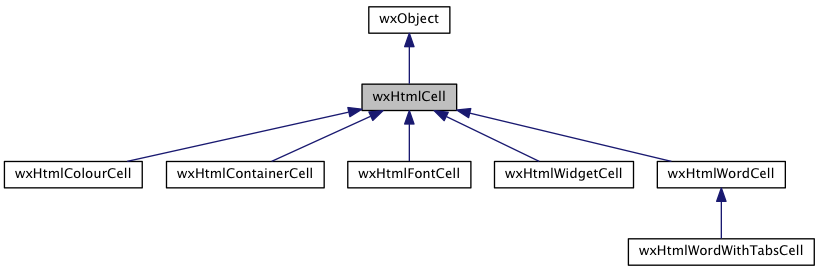 wxObject
wxHtmlCell
wxHtmlColourCell
wxHtmlContainerCell
wxHtmlFontCell
wxHtmlWidgetCell
wxHtmlWordCell
wxHtmlWordWithTabsCell